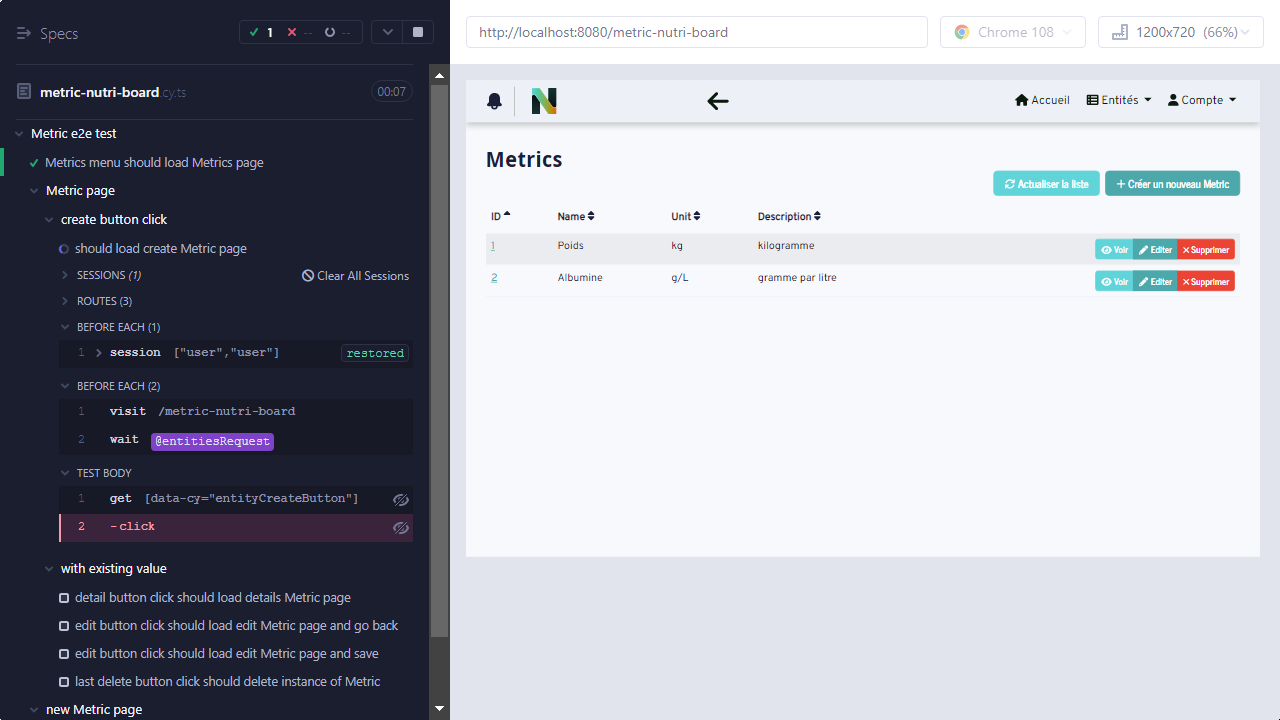 Specs
1
--
--
metric-nutri-board.cy.ts
00:07
Metric e2e test
Metrics menu should load Metrics page
Metric page
create button click
should load create Metric page
SESSIONS (1)
Clear All Sessions
ROUTES (3)
BEFORE EACH (1)
1 session ["user","user"] restored
BEFORE EACH (2)
1 visit /metric-nutri-board
2 wait @entitiesRequest
TEST BODY
1 get [data-cy="entityCreateButton"]
2 -click
with existing value
detail button click should load details Metric page
edit button click should load edit Metric page and go back
edit button click should load edit Metric page and save
last delete button click should delete instance of Metric
new Metric page
http://localhost:8080/metric-nutri-board
Chrome 108
1200x720 (66%)
N
Accueil
Entités
Compte
Metrics
Actualiser la liste
Créer un nouveau Metric
ID Name Unit Description
1 Poids kg kilogramme Voir Editer Supprimer
2 Albumine g/L gramme par litre Voir Editer Supprimer